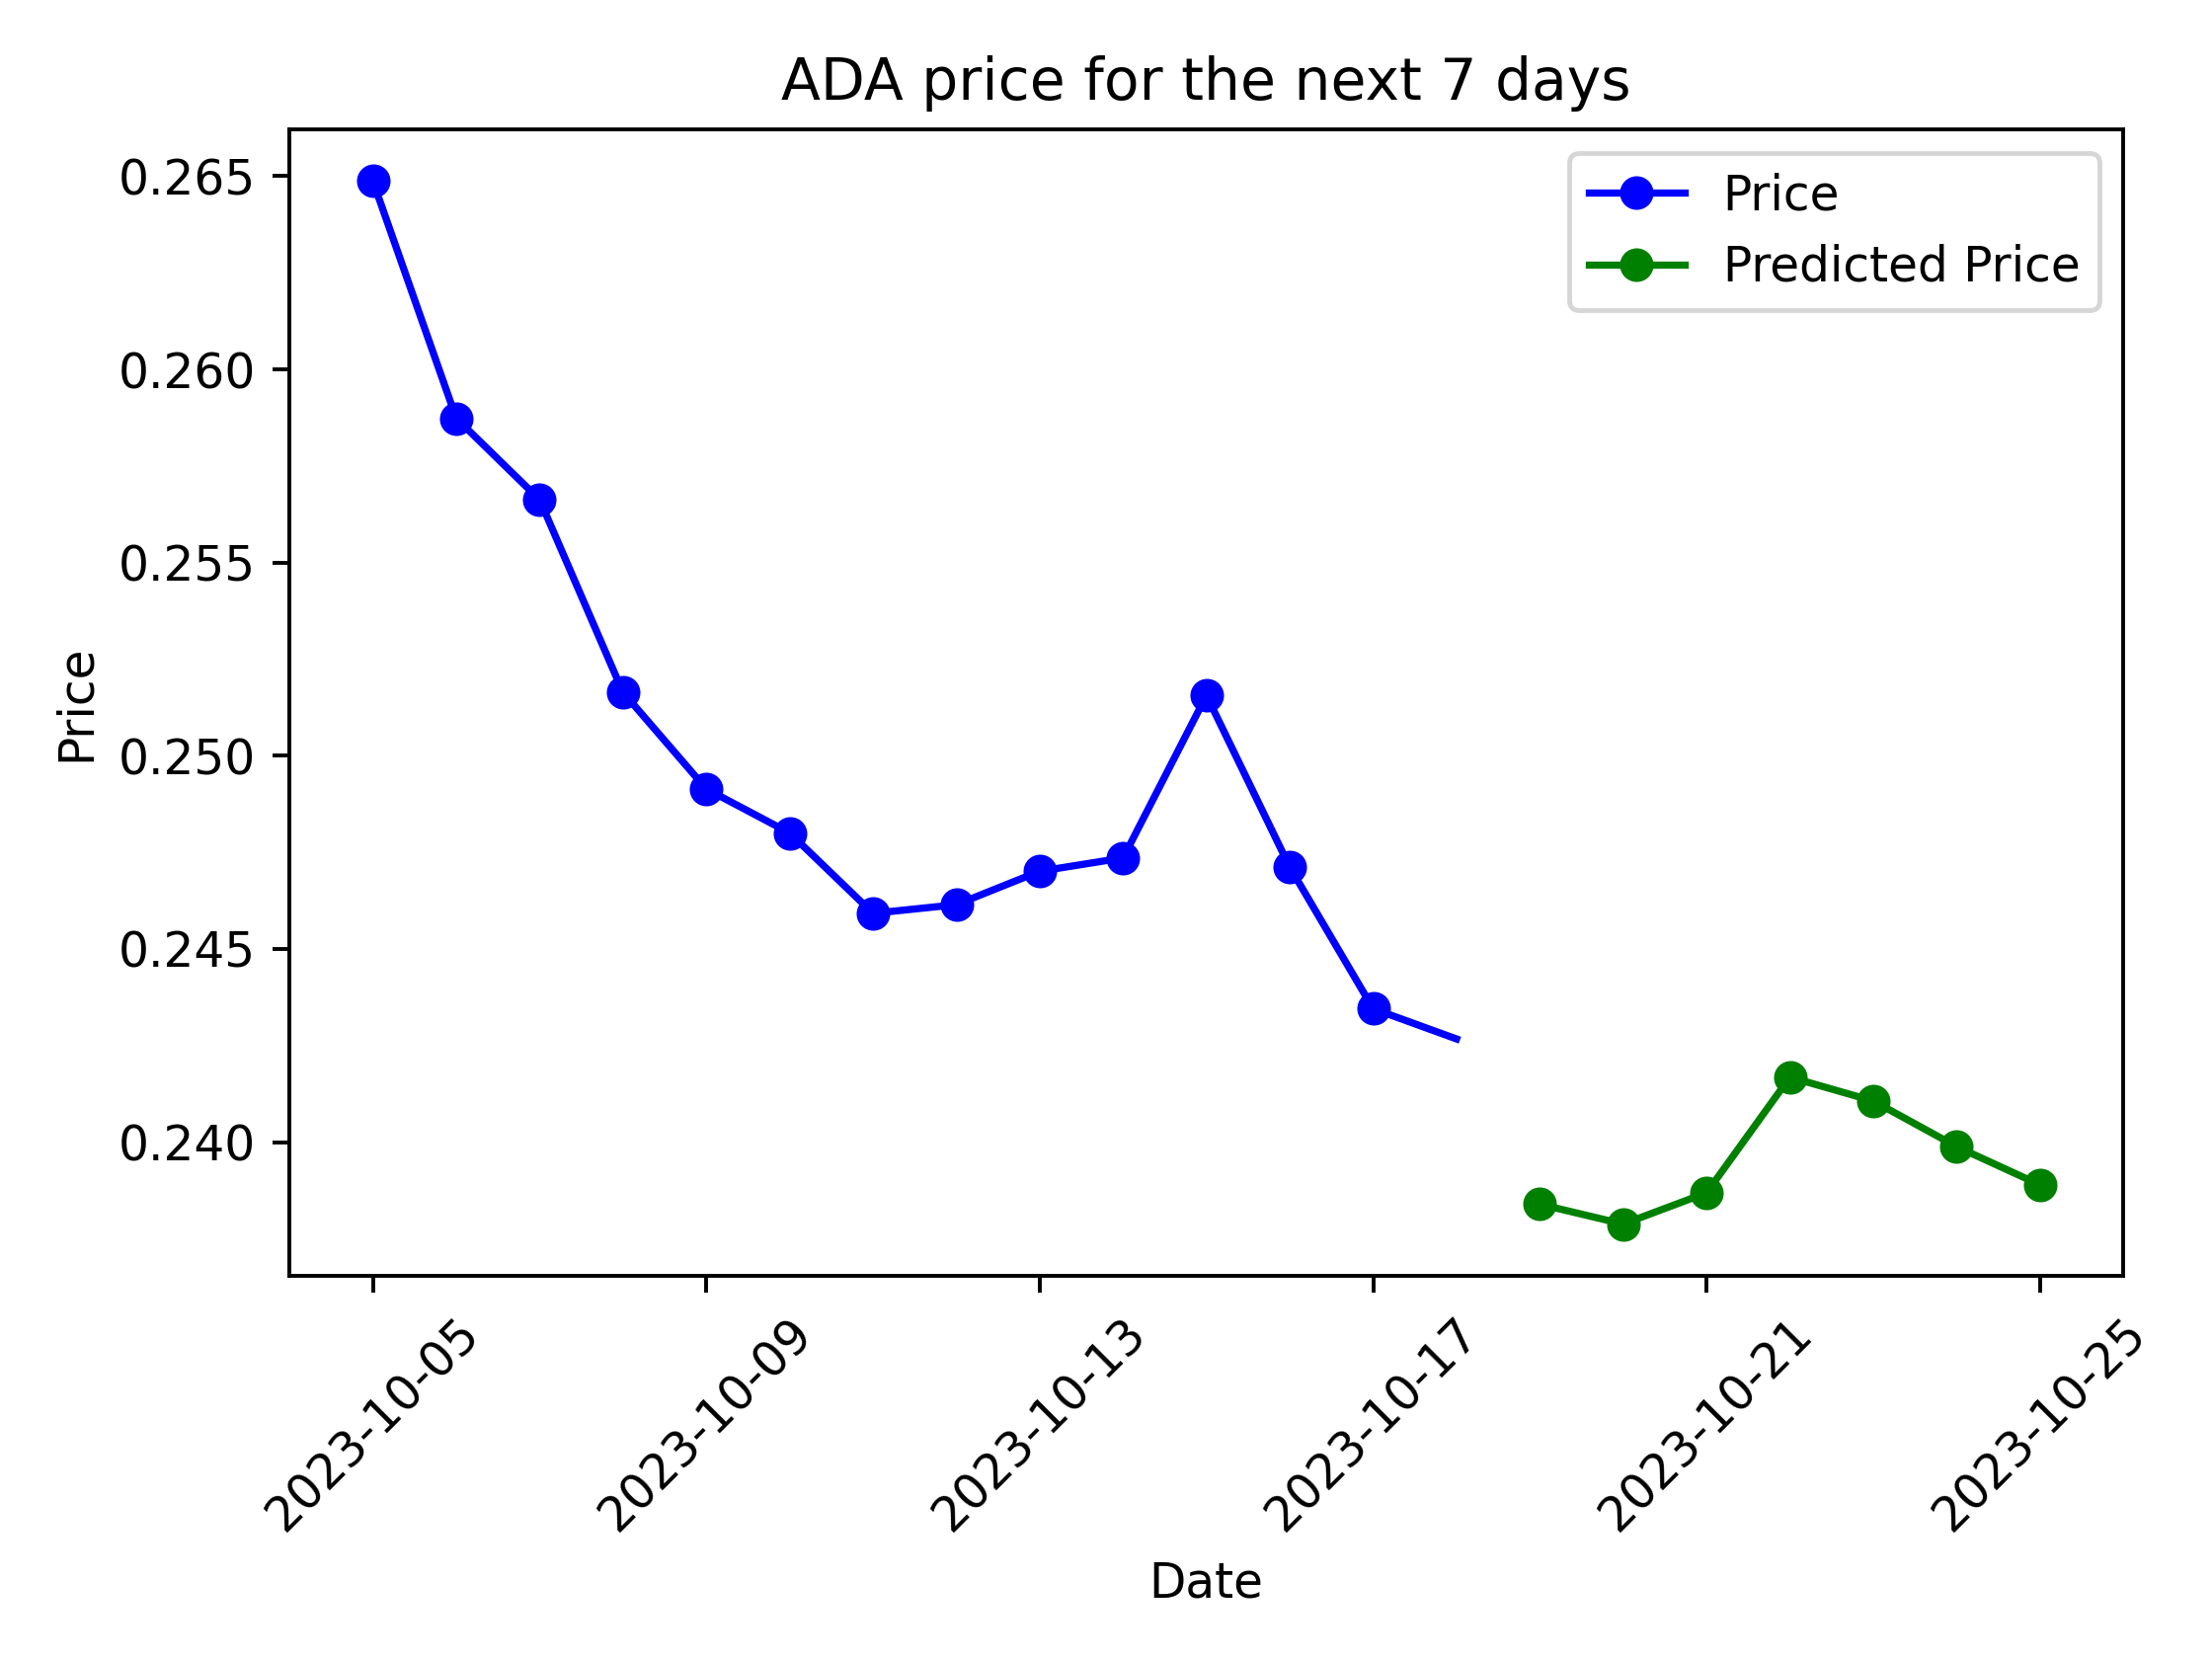 ADA price for the next 7 days
Price
Predicted Price
0.265
0.260
0.255
0.250
0.245
0.240
Price
2023-10-05
2023-10-09
2023-10-13
2023-10-17
2023-10-21
2023-10-25
Date